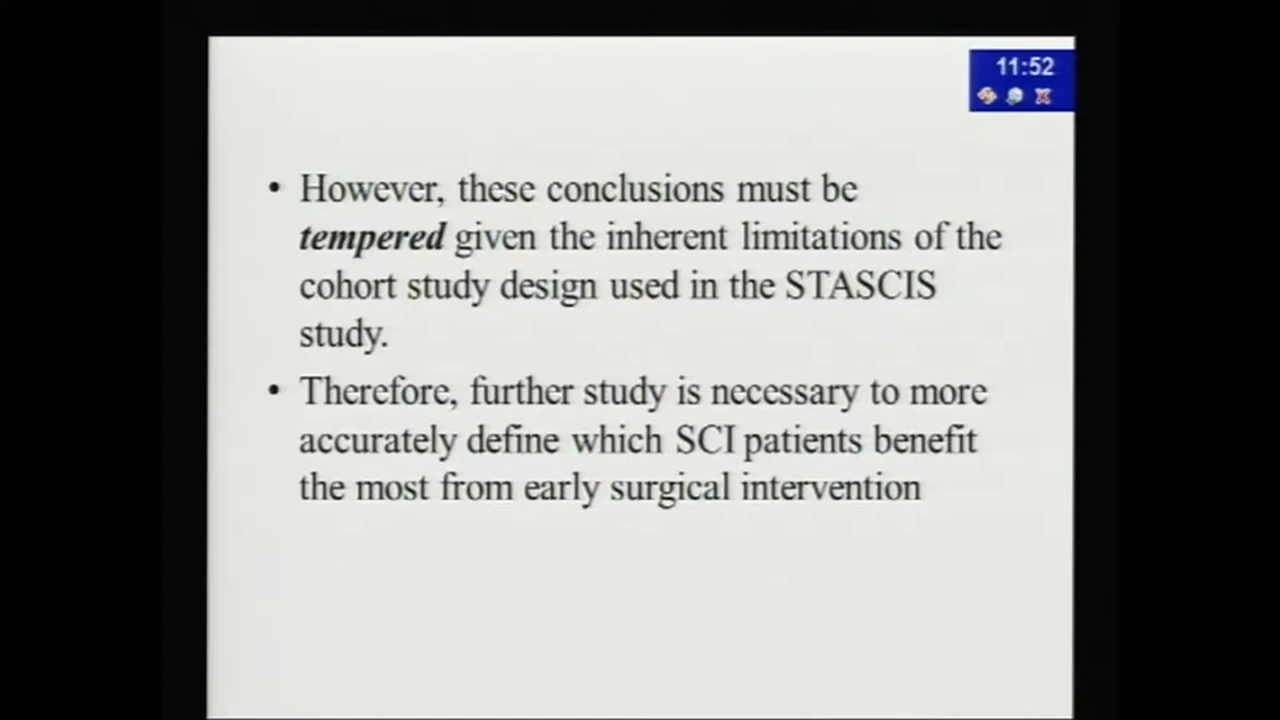 11:52
• However, these conclusions must be
tempered given the inherent limitations of the
cohort study design used in the STASCIS
study.
• Therefore, further study is necessary to more
accurately define which SCI patients benefit
the most from early surgical intervention